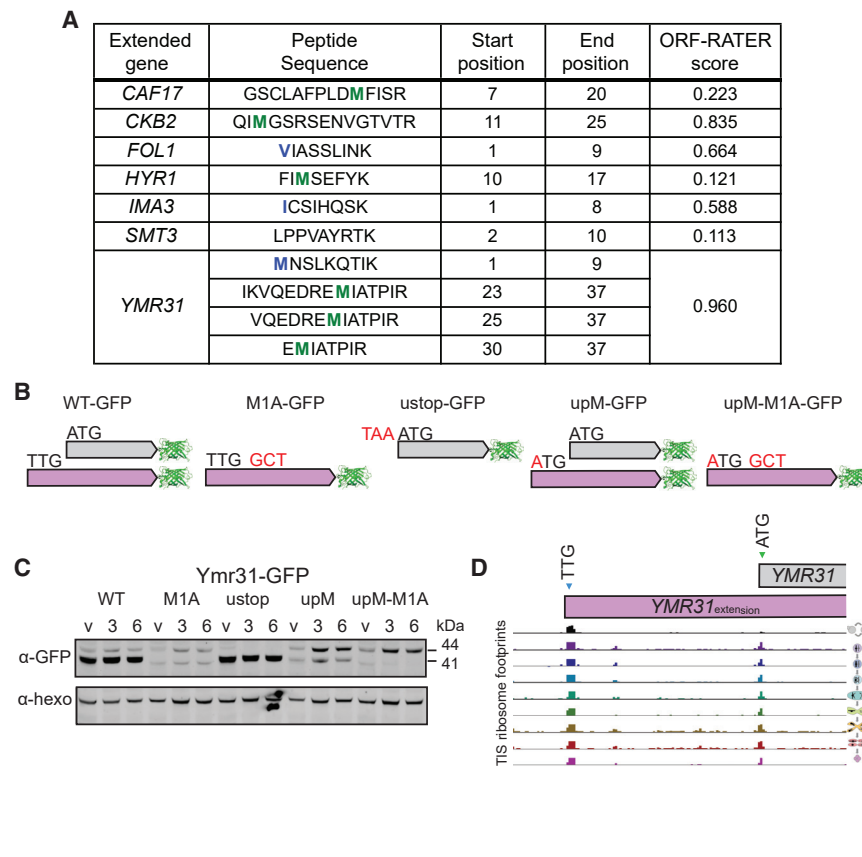 A
Extended gene | Peptide Sequence | Start position | End position | ORF-RATER score
CAF17 | GSCLAFPLDMFISR | 7 | 20 | 0.223
CKB2 | QIMGSRSENVGTVTR | 11 | 25 | 0.835
FOL1 | VIASSLINK | 1 | 9 | 0.664
HYR1 | FIMSEFYK | 10 | 17 | 0.121
IMA3 | ICSIHQSK | 1 | 8 | 0.588
SMT3 | LPPVAYRTK | 2 | 10 | 0.113
YMR31 | MNSLKQTIK | 1 | 9 | 0.960
IKVQEDREMIATPIR | 23 | 37
VQEDREMIATPIR | 25 | 37
EMIATPIR | 30 | 37
B
WT-GFP M1A-GFP ustop-GFP upM-GFP upM-M1A-GFP
ATG TAA ATG ATG
TTG TTG GCT ATG ATG GCT
C
Ymr31-GFP
WT M1A ustop upM upM-M1A
v 3 6 v 3 6 v 3 6 v 3 6 v 3 6 kDa
α-GFP 44
41
α-hexo
D
TTG ATG
YMR31
YMR31extension
TIS ribosome footprints